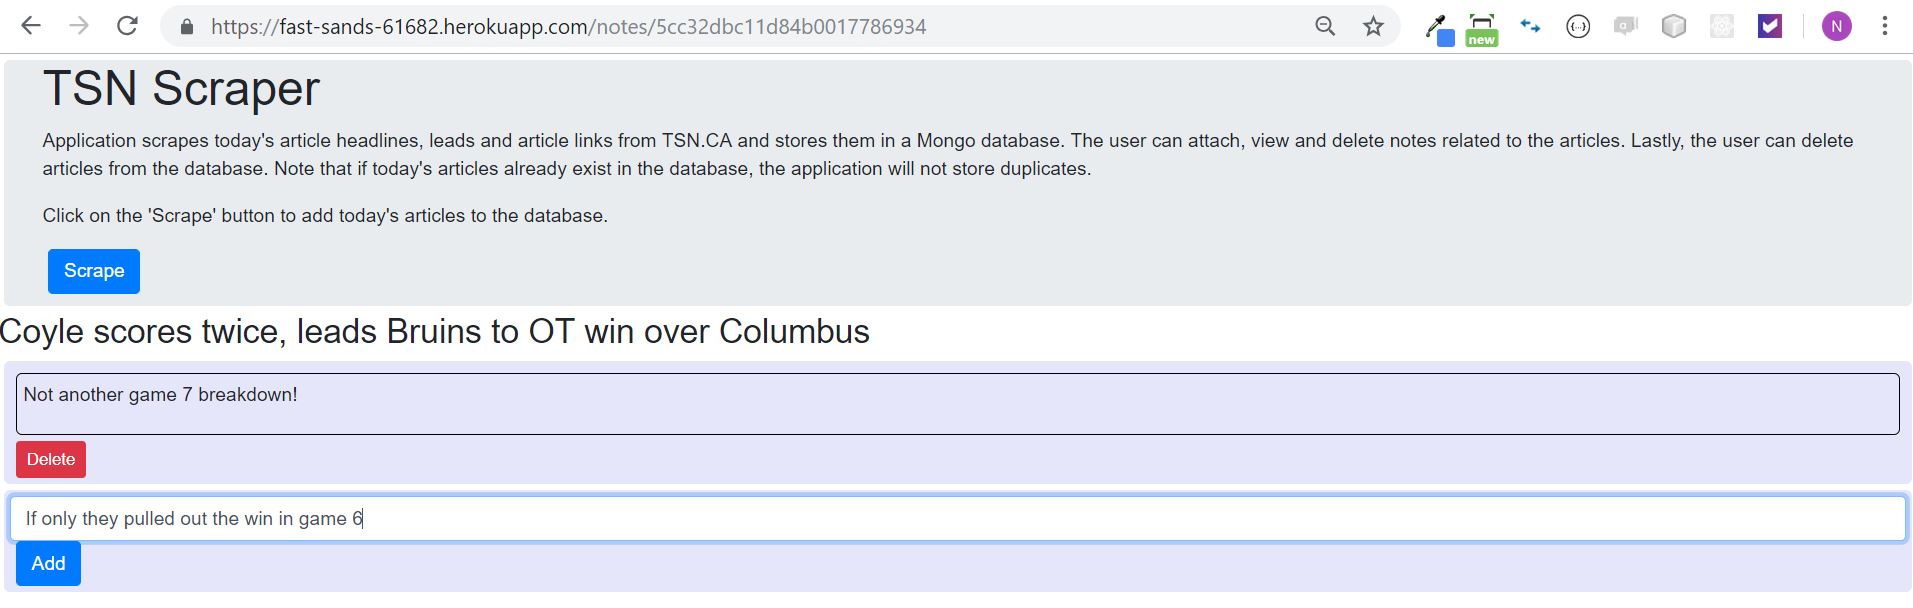 https://fast-sands-61682.herokuapp.com/notes/5cc32dbc11d84b0017786934
new
N
TSN Scraper
Application scrapes today's article headlines, leads and article links from TSN.CA and stores them in a Mongo database. The user can attach, view and delete notes related to the articles. Lastly, the user can delete
articles from the database. Note that if today's articles already exist in the database, the application will not store duplicates.
Click on the 'Scrape' button to add today's articles to the database.
Scrape
Coyle scores twice, leads Bruins to OT win over Columbus
Not another game 7 breakdown!
Delete
If only they pulled out the win in game 6
Add